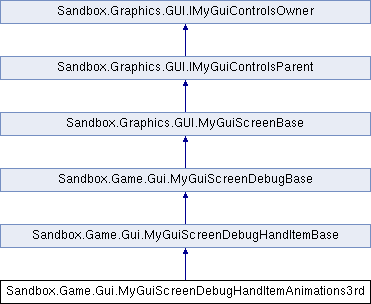 Sandbox.Graphics.GUI.IMyGuiControlsOwner
Sandbox.Graphics.GUI.IMyGuiControlsParent
Sandbox.Graphics.GUI.MyGuiScreenBase
Sandbox.Game.Gui.MyGuiScreenDebugBase
Sandbox.Game.Gui.MyGuiScreenDebugHandItemBase
Sandbox.Game.Gui.MyGuiScreenDebugHandItemAnimations3rd